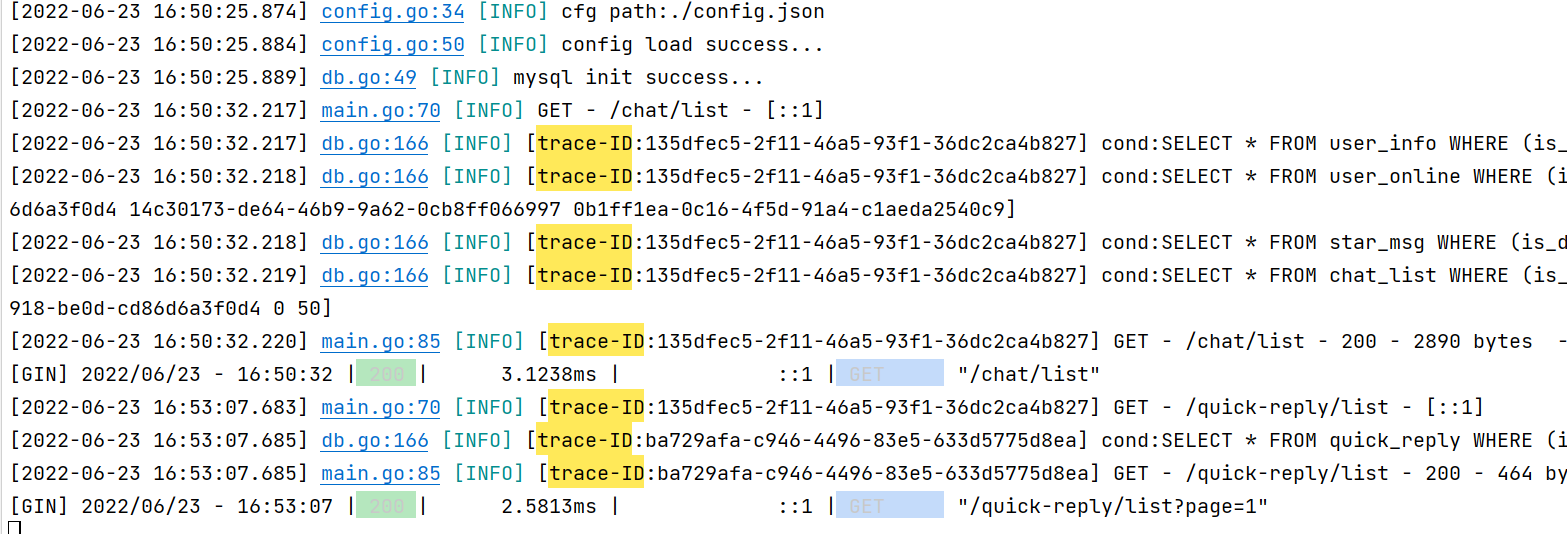 [2022-06-23 16:50:25.874] config.go:34 [INFO] cfg path:./config.json
[2022-06-23 16:50:25.884] config.go:50 [INFO] config load success...
[2022-06-23 16:50:25.889] db.go:49 [INFO] mysql init success...
[2022-06-23 16:50:32.217] main.go:70 [INFO] GET - /chat/list - [::1]
[2022-06-23 16:50:32.217] db.go:166 [INFO] [trace-ID:135dfec5-2f11-46a5-93f1-36dc2ca4b827] cond:SELECT * FROM user_info WHERE (is_
[2022-06-23 16:50:32.218] db.go:166 [INFO] [trace-ID:135dfec5-2f11-46a5-93f1-36dc2ca4b827] cond:SELECT * FROM user_online WHERE (i
6d6a3f0d4 14c30173-de64-46b9-9a62-0cb8ff066997 0b1ff1ea-0c16-4f5d-91a4-c1aeda2540c9]
[2022-06-23 16:50:32.218] db.go:166 [INFO] [trace-ID:135dfec5-2f11-46a5-93f1-36dc2ca4b827] cond:SELECT * FROM star_msg WHERE (is_d
[2022-06-23 16:50:32.219] db.go:166 [INFO] [trace-ID:135dfec5-2f11-46a5-93f1-36dc2ca4b827] cond:SELECT * FROM chat_list WHERE (is_
918-be0d-cd86d6a3f0d4 0 50]
[2022-06-23 16:50:32.220] main.go:85 [INFO] [trace-ID:135dfec5-2f11-46a5-93f1-36dc2ca4b827] GET - /chat/list - 200 - 2890 bytes -
[GIN] 2022/06/23 - 16:50:32 | 200 | 3.1238ms | ::1 | GET "/chat/list"
[2022-06-23 16:53:07.683] main.go:70 [INFO] [trace-ID:135dfec5-2f11-46a5-93f1-36dc2ca4b827] GET - /quick-reply/list - [::1]
[2022-06-23 16:53:07.685] db.go:166 [INFO] [trace-ID:ba729afa-c946-4496-83e5-633d5775d8ea] cond:SELECT * FROM quick_reply WHERE (i
[2022-06-23 16:53:07.685] main.go:85 [INFO] [trace-ID:ba729afa-c946-4496-83e5-633d5775d8ea] GET - /quick-reply/list - 200 - 464 by
[GIN] 2022/06/23 - 16:53:07 | 200 | 2.5813ms | ::1 | GET "/quick-reply/list?page=1"